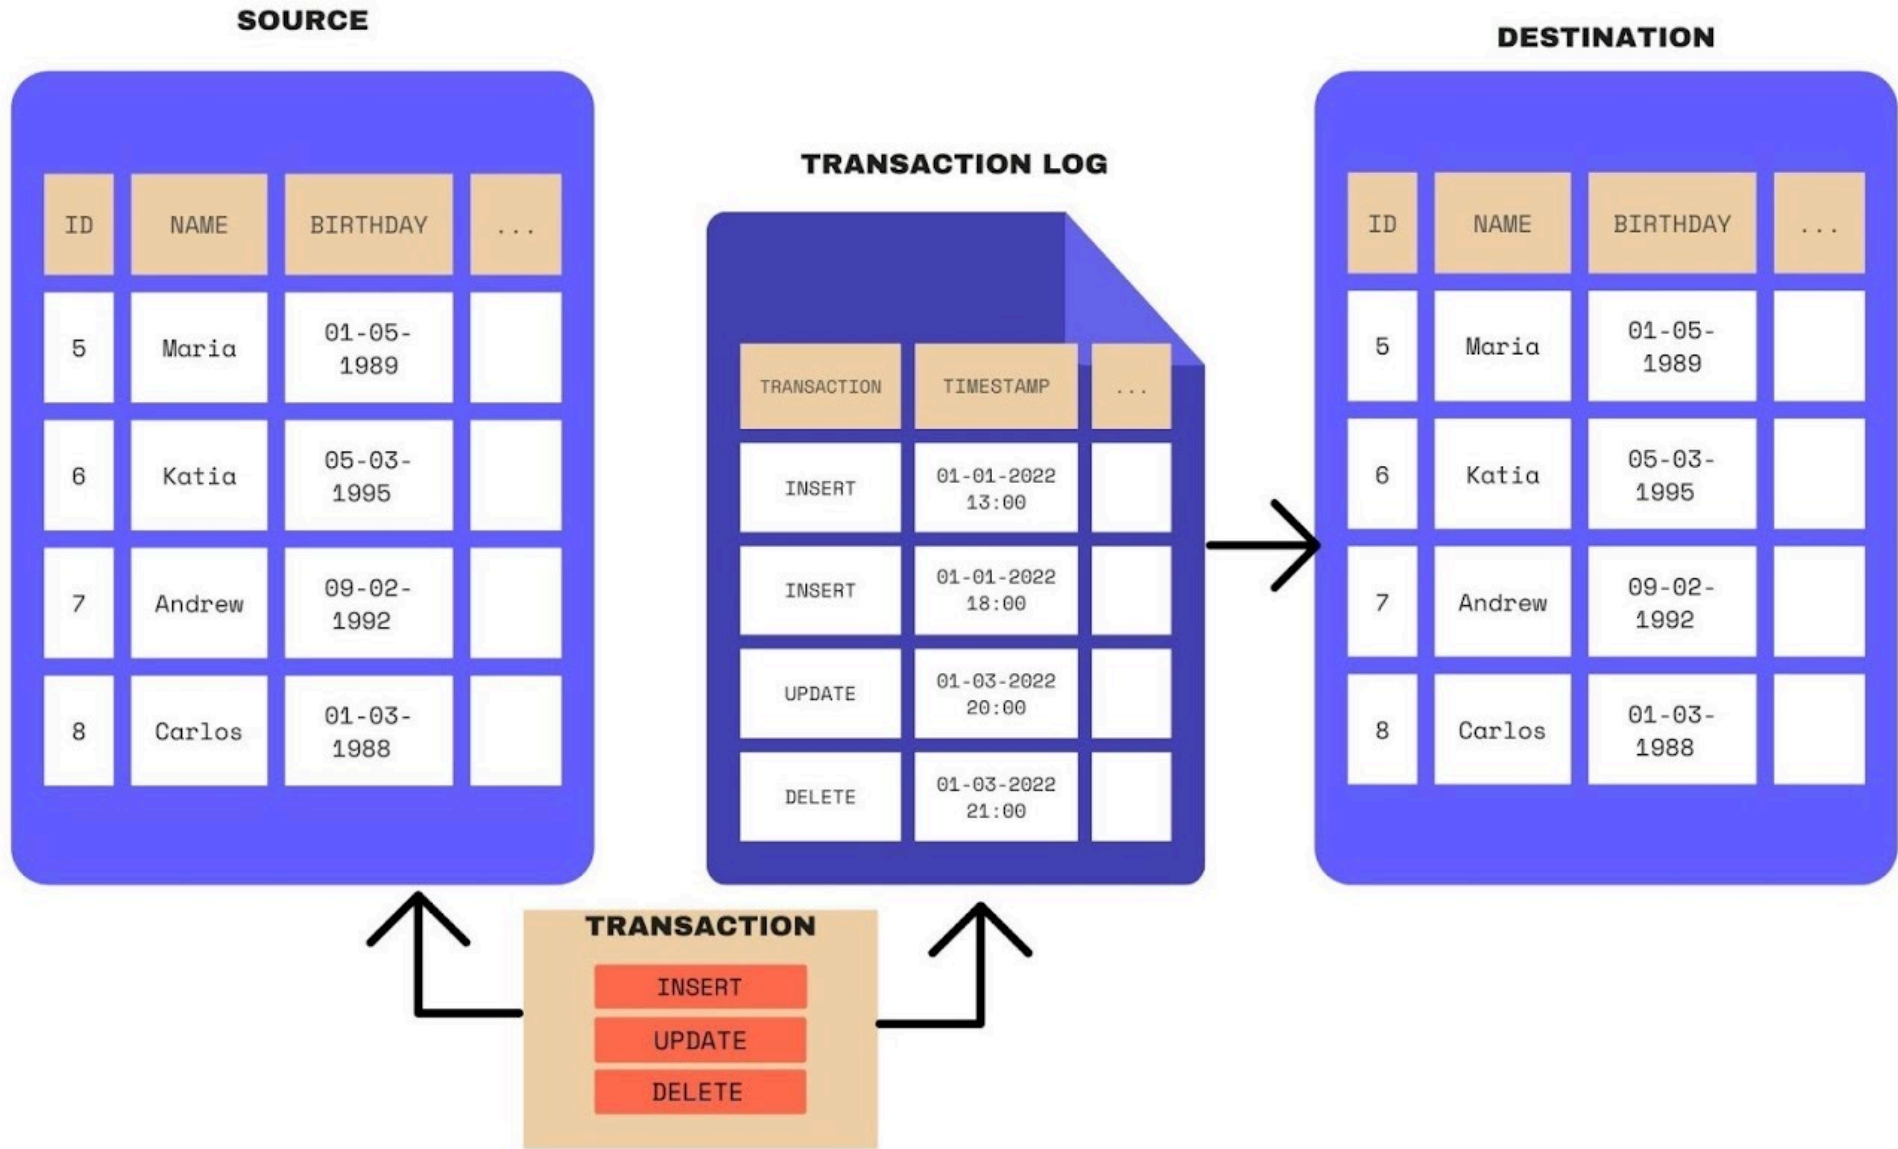 SOURCE
ID NAME BIRTHDAY ...
5 Maria 01-05-
1989
6 Katia 05-03-
1995
7 Andrew 09-02-
1992
8 Carlos 01-03-
1988
TRANSACTION LOG
TRANSACTION TIMESTAMP ...
INSERT 01-01-2022
13:00
INSERT 01-01-2022
18:00
UPDATE 01-03-2022
20:00
DELETE 01-03-2022
21:00
DESTINATION
ID NAME BIRTHDAY ...
5 Maria 01-05-
1989
6 Katia 05-03-
1995
7 Andrew 09-02-
1992
8 Carlos 01-03-
1988
TRANSACTION
INSERT
UPDATE
DELETE